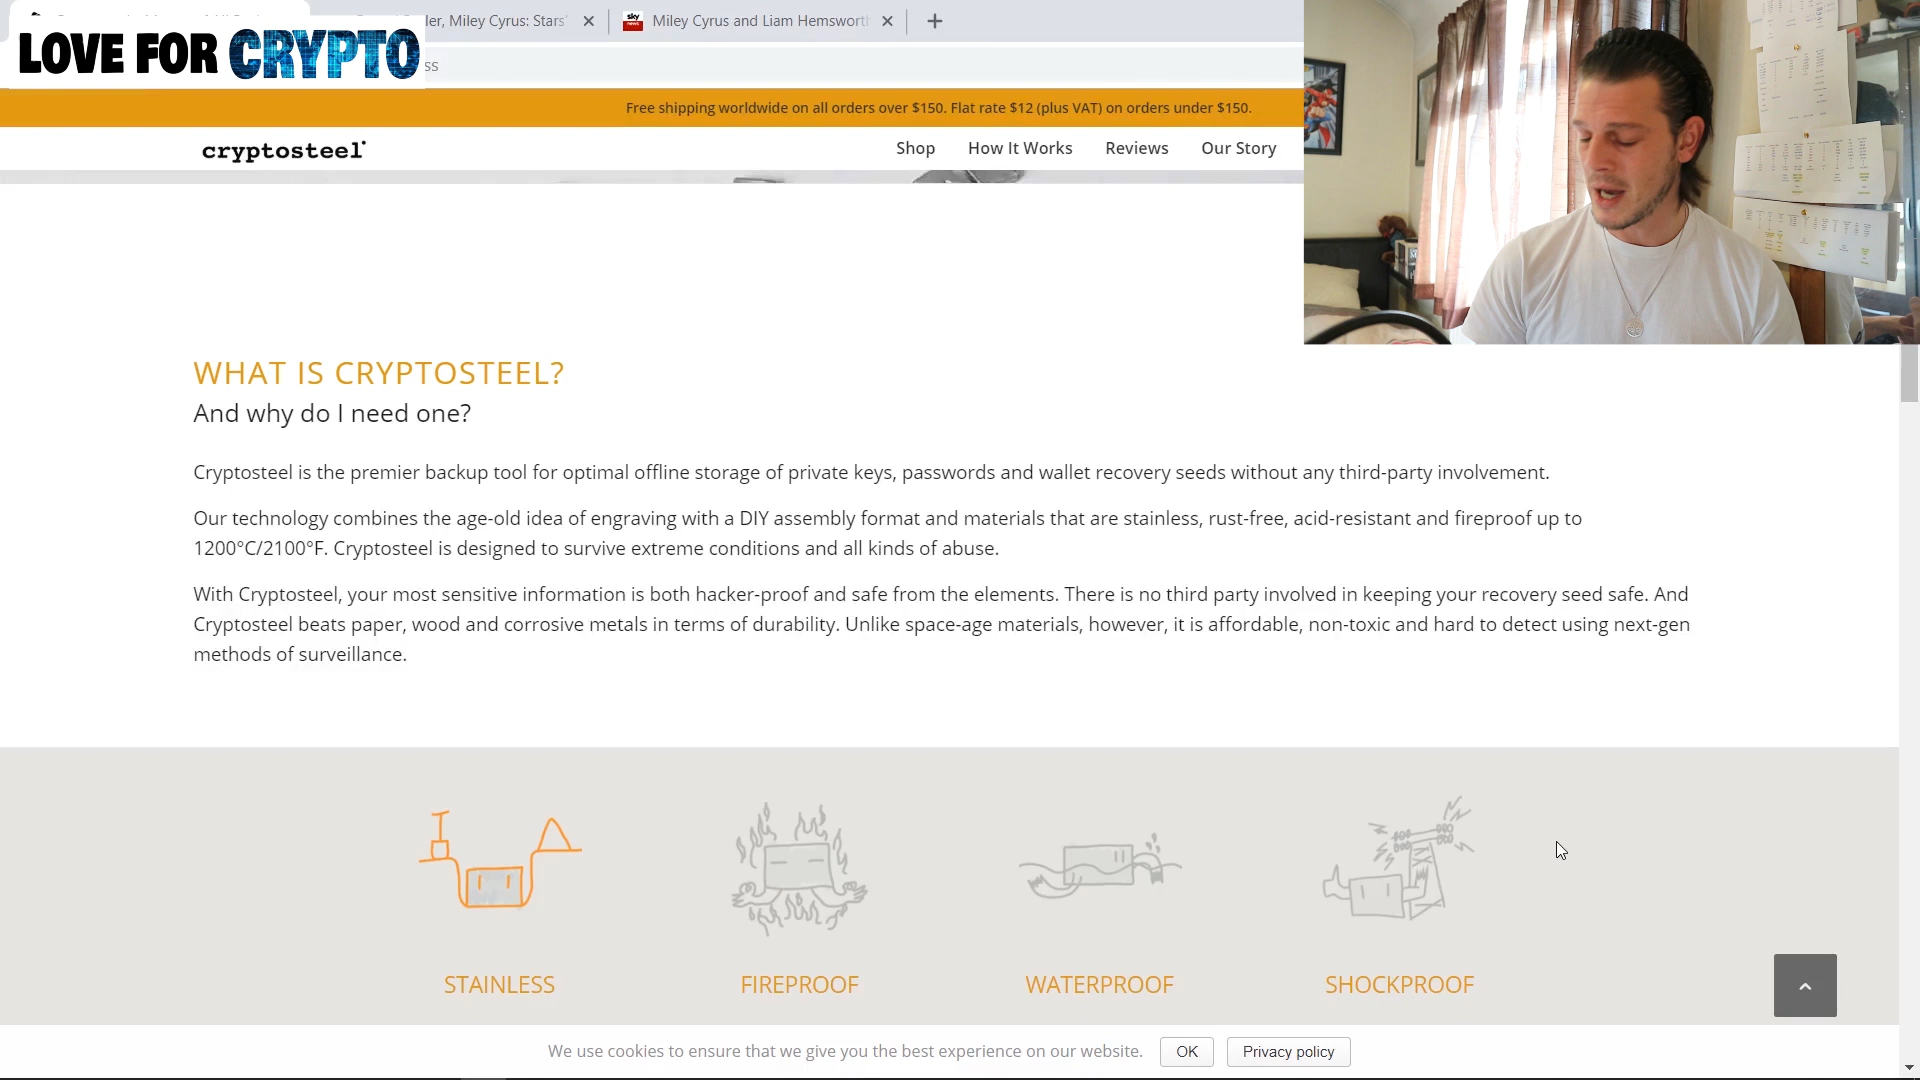 ler, Miley Cyrus: Stars'
Miley Cyrus and Liam Hemsworth
LOVE FOR CRYPTO
ss
Free shipping worldwide on all orders over $150. Flat rate $12 (plus VAT) on orders under $150.
cryptosteel
Shop How It Works Reviews Our Story
WHAT IS CRYPTOSTEEL?
And why do I need one?
Cryptosteel is the premier backup tool for optimal offline storage of private keys, passwords and wallet recovery seeds without any third-party involvement.
Our technology combines the age-old idea of engraving with a DIY assembly format and materials that are stainless, rust-free, acid-resistant and fireproof up to
1200°C/2100°F. Cryptosteel is designed to survive extreme conditions and all kinds of abuse.
With Cryptosteel, your most sensitive information is both hacker-proof and safe from the elements. There is no third party involved in keeping your recovery seed safe. And
Cryptosteel beats paper, wood and corrosive metals in terms of durability. Unlike space-age materials, however, it is affordable, non-toxic and hard to detect using next-gen
methods of surveillance.
STAINLESS FIREPROOF WATERPROOF SHOCKPROOF
We use cookies to ensure that we give you the best experience on our website. OK Privacy policy